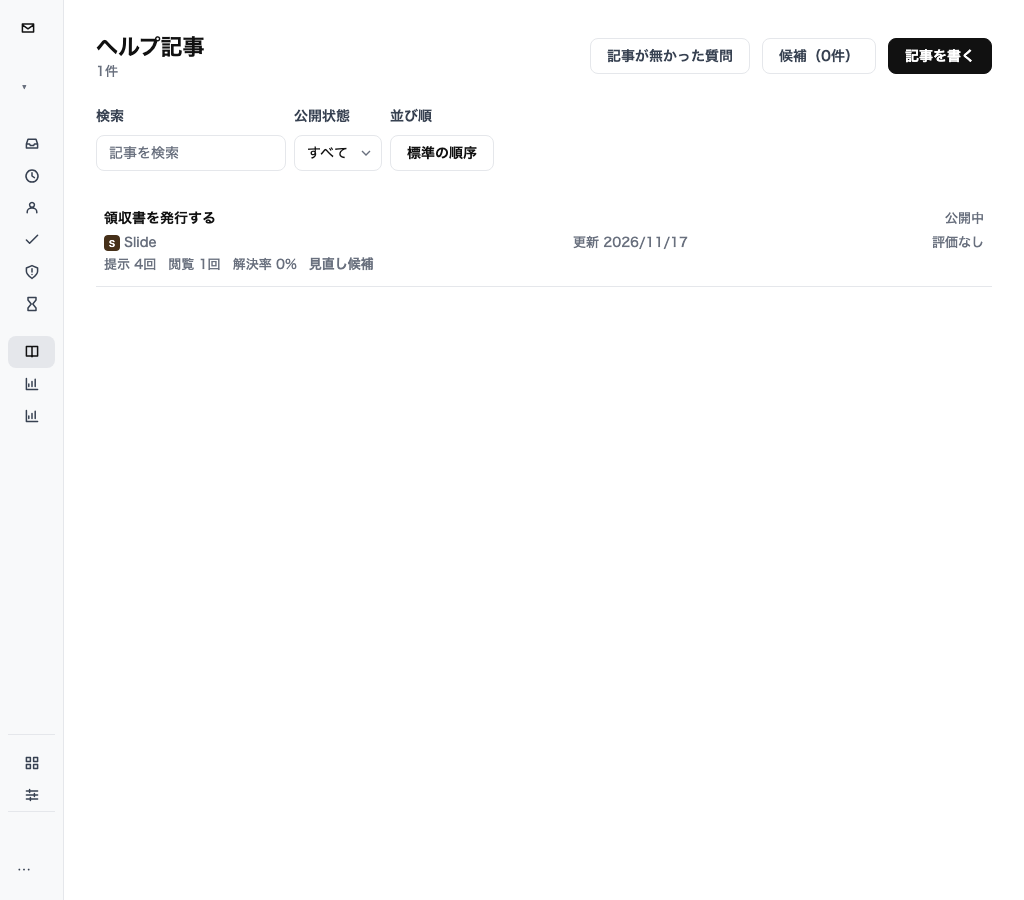 ヘルプ記事
1件
記事が無かった質問
候補（0件）
記事を書く
検索
公開状態
並び順
記事を検索
すべて
標準の順序
領収書を発行する
公開中
S Slide
更新 2026/11/17
評価なし
提示 4回 閲覧 1回 解決率 0% 見直し候補